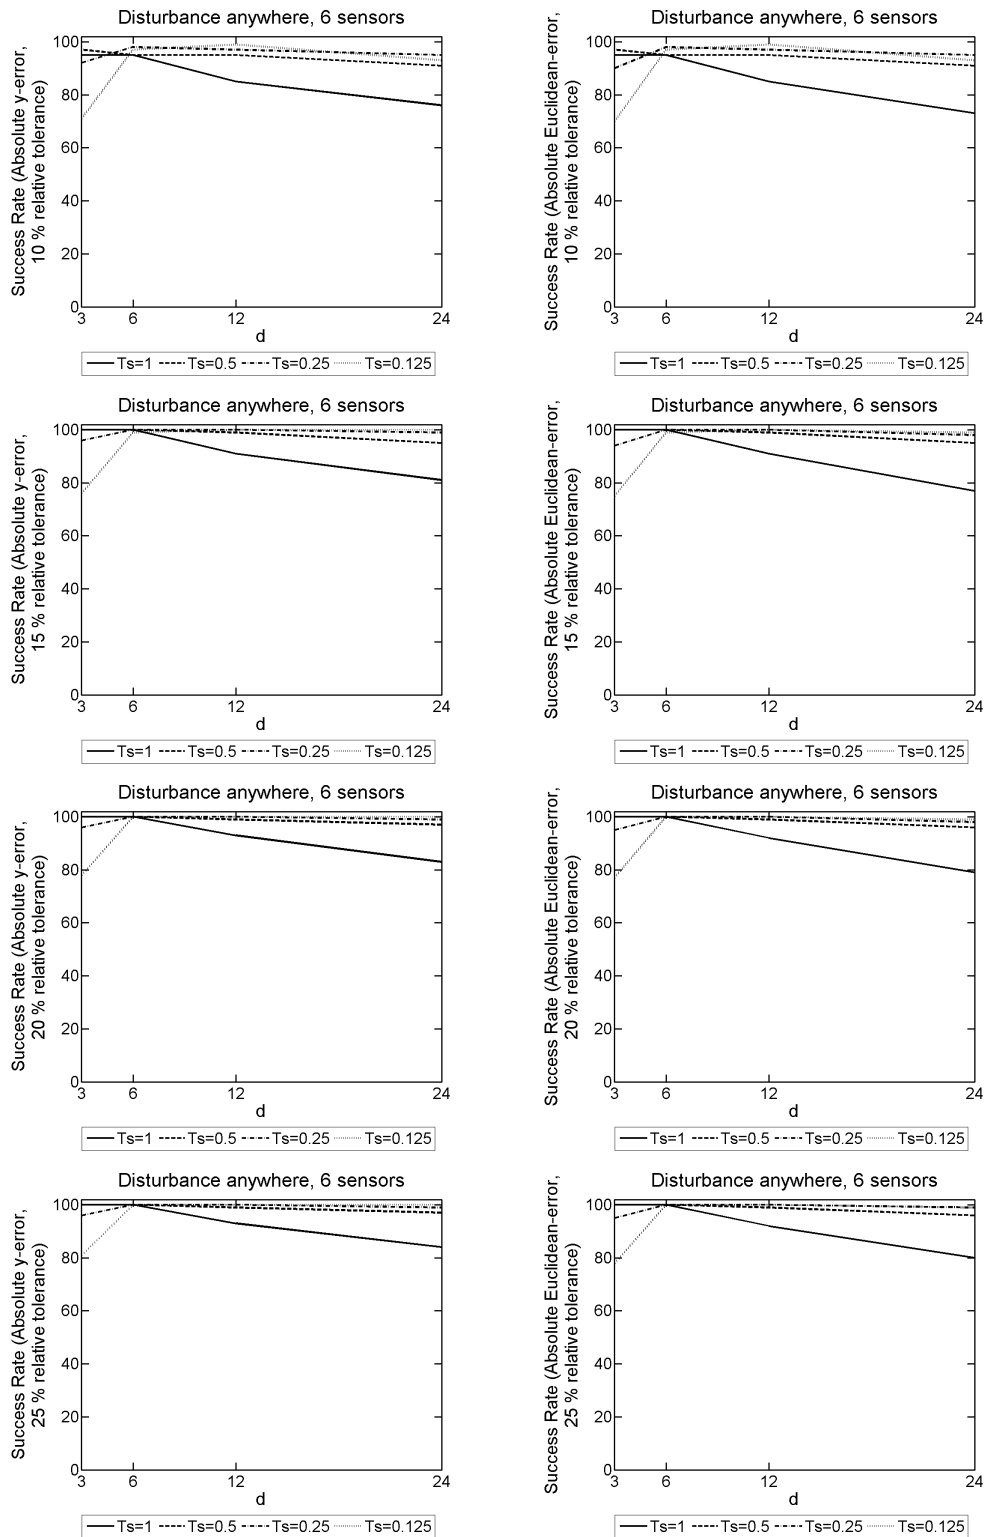 Disturbance anywhere, 6 sensors
Success Rate (Absolute y-error,
10 % relative tolerance)
100
80
60
40
20
0
3 6 12 24
d
Ts=1 Ts=0.5 Ts=0.25 Ts=0.125
Disturbance anywhere, 6 sensors
Success Rate (Absolute Euclidean-error,
10 % relative tolerance)
100
80
60
40
20
0
3 6 12 24
d
Ts=1 Ts=0.5 Ts=0.25 Ts=0.125
Disturbance anywhere, 6 sensors
Success Rate (Absolute y-error,
15 % relative tolerance)
100
80
60
40
20
0
3 6 12 24
d
Ts=1 Ts=0.5 Ts=0.25 Ts=0.125
Disturbance anywhere, 6 sensors
Success Rate (Absolute Euclidean-error,
15 % relative tolerance)
100
80
60
40
20
0
3 6 12 24
d
Ts=1 Ts=0.5 Ts=0.25 Ts=0.125
Disturbance anywhere, 6 sensors
Success Rate (Absolute y-error,
20 % relative tolerance)
100
80
60
40
20
0
3 6 12 24
d
Ts=1 Ts=0.5 Ts=0.25 Ts=0.125
Disturbance anywhere, 6 sensors
Success Rate (Absolute Euclidean-error,
20 % relative tolerance)
100
80
60
40
20
0
3 6 12 24
d
Ts=1 Ts=0.5 Ts=0.25 Ts=0.125
Disturbance anywhere, 6 sensors
Success Rate (Absolute y-error,
25 % relative tolerance)
100
80
60
40
20
0
3 6 12 24
d
Ts=1 Ts=0.5 Ts=0.25 Ts=0.125
Disturbance anywhere, 6 sensors
Success Rate (Absolute Euclidean-error,
25 % relative tolerance)
100
80
60
40
20
0
3 6 12 24
d
Ts=1 Ts=0.5 Ts=0.25 Ts=0.125